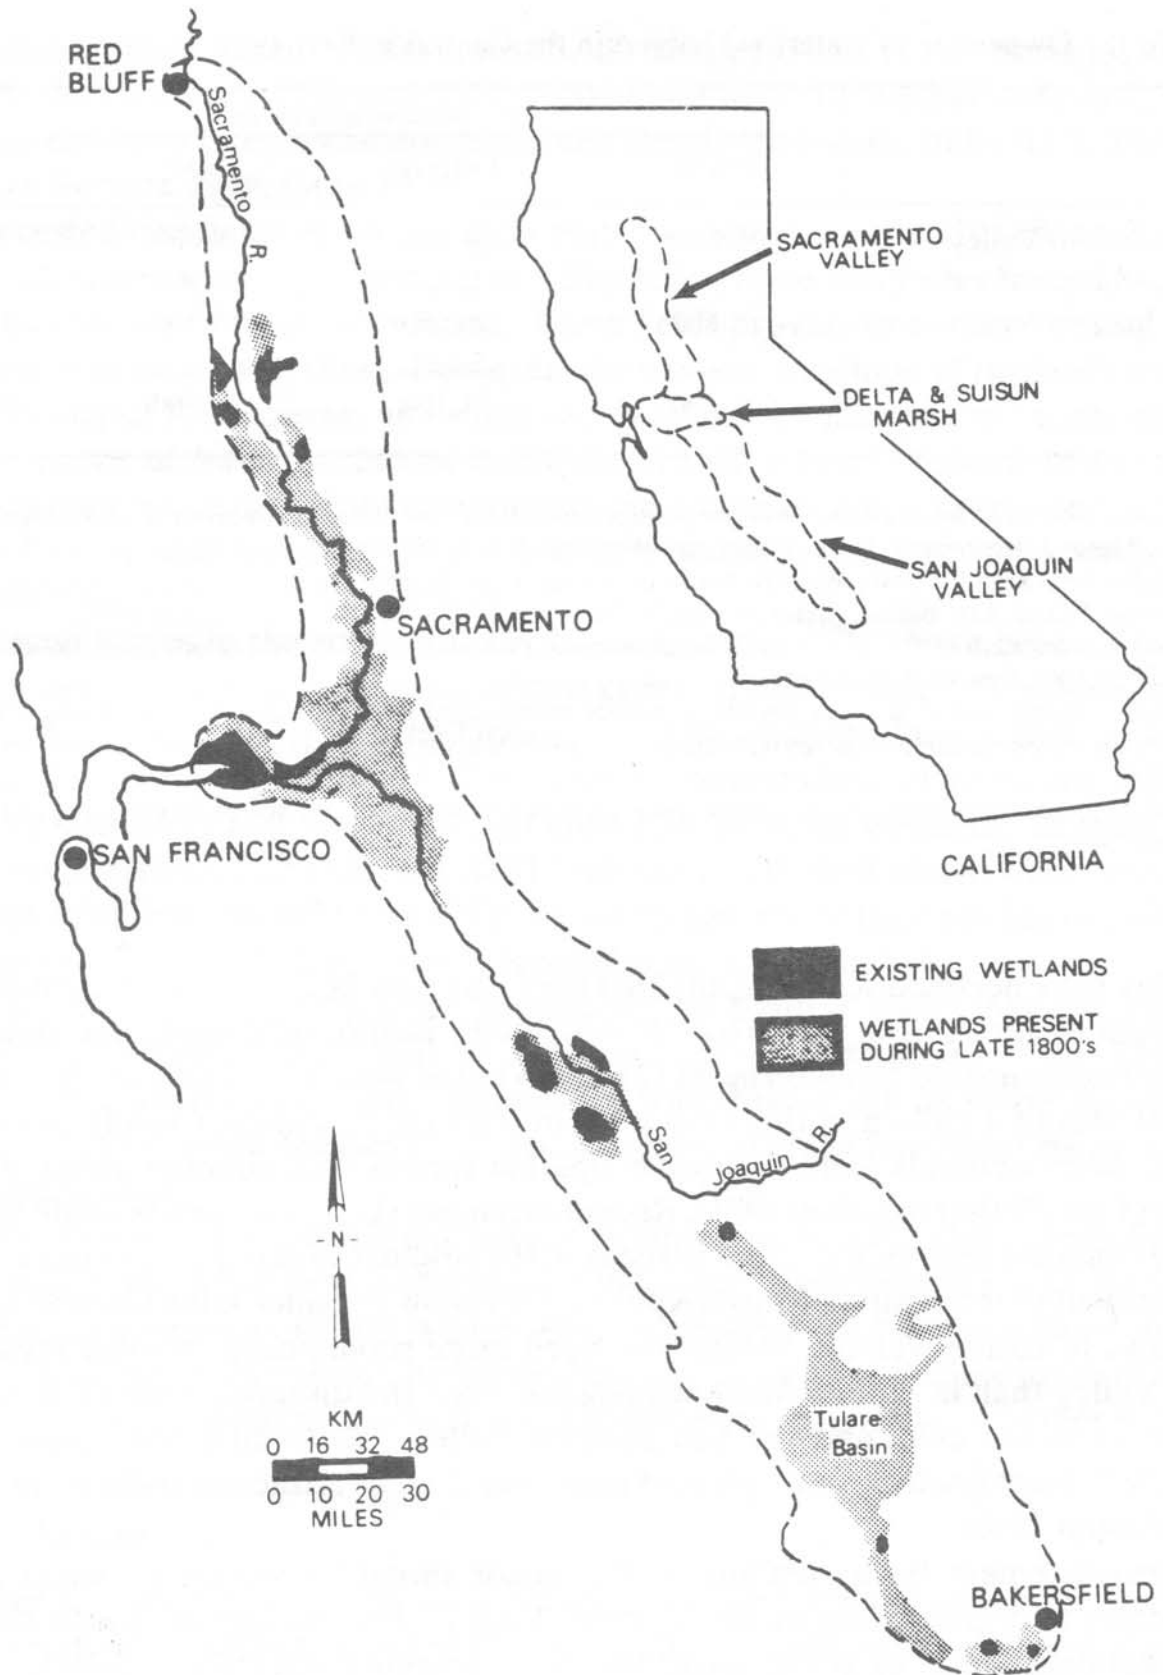 RED
BLUFF
Sacramento
R.
SACRAMENTO
VALLEY
DELTA & SUISUN
MARSH
SAN JOAQUIN
VALLEY
SACRAMENTO
SAN FRANCISCO
CALIFORNIA
EXISTING WETLANDS
WETLANDS PRESENT
DURING LATE 1800's
San
Joaquin
R.
N
Tulare
Basin
KM
0 16 32 48
0 10 20 30
MILES
BAKERSFIELD